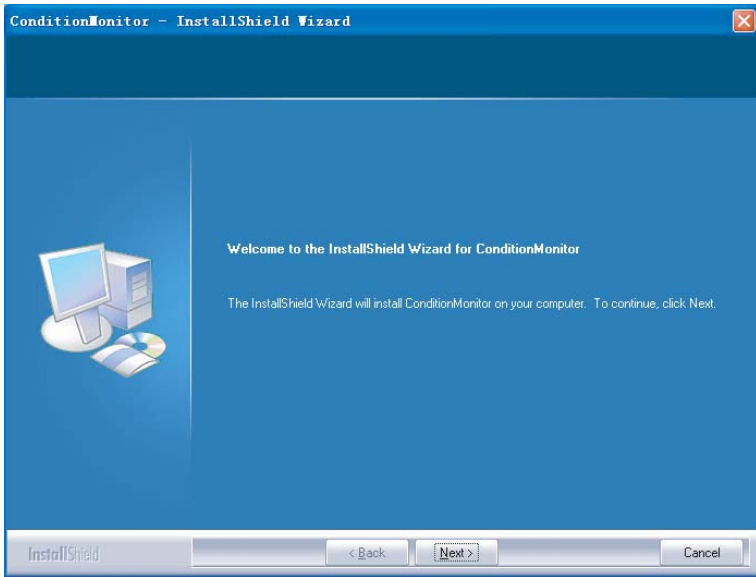 ConditionMonitor - InstallShield Wizard
Welcome to the InstallShield Wizard for ConditionMonitor
The InstallShield Wizard will install ConditionMonitor on your computer. To continue, click Next.
InstallShield
< Back
Next >
Cancel